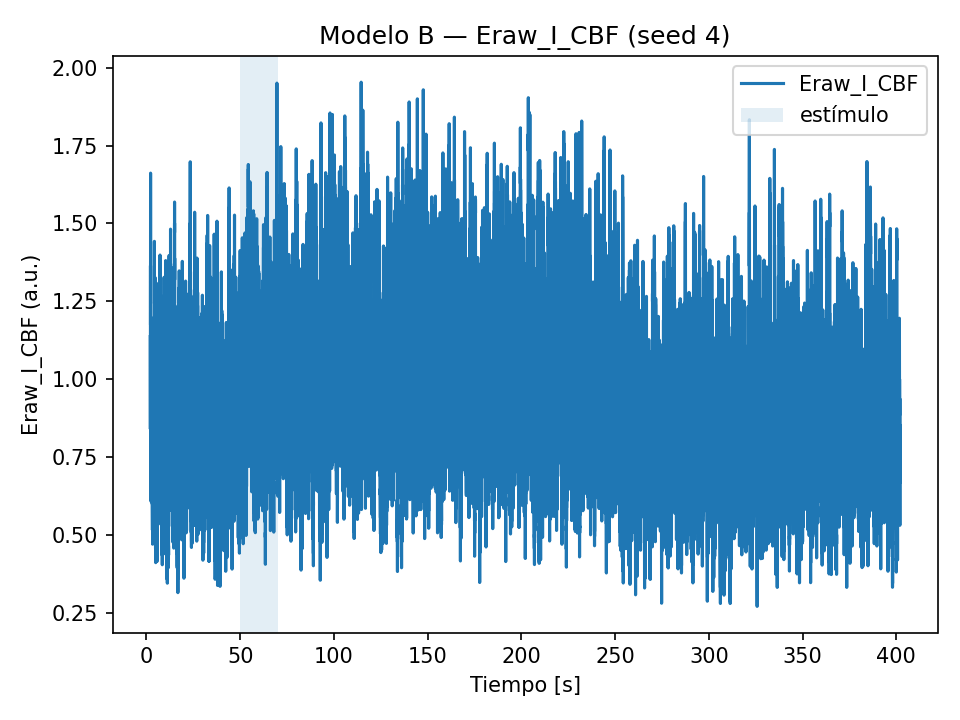 Modelo B — Eraw_I_CBF (seed 4)
Eraw_I_CBF
estímulo
Eraw_I_CBF (a.u.)
2.00
1.75
1.50
1.25
1.00
0.75
0.50
0.25
0 50 100 150 200 250 300 350 400
Tiempo [s]